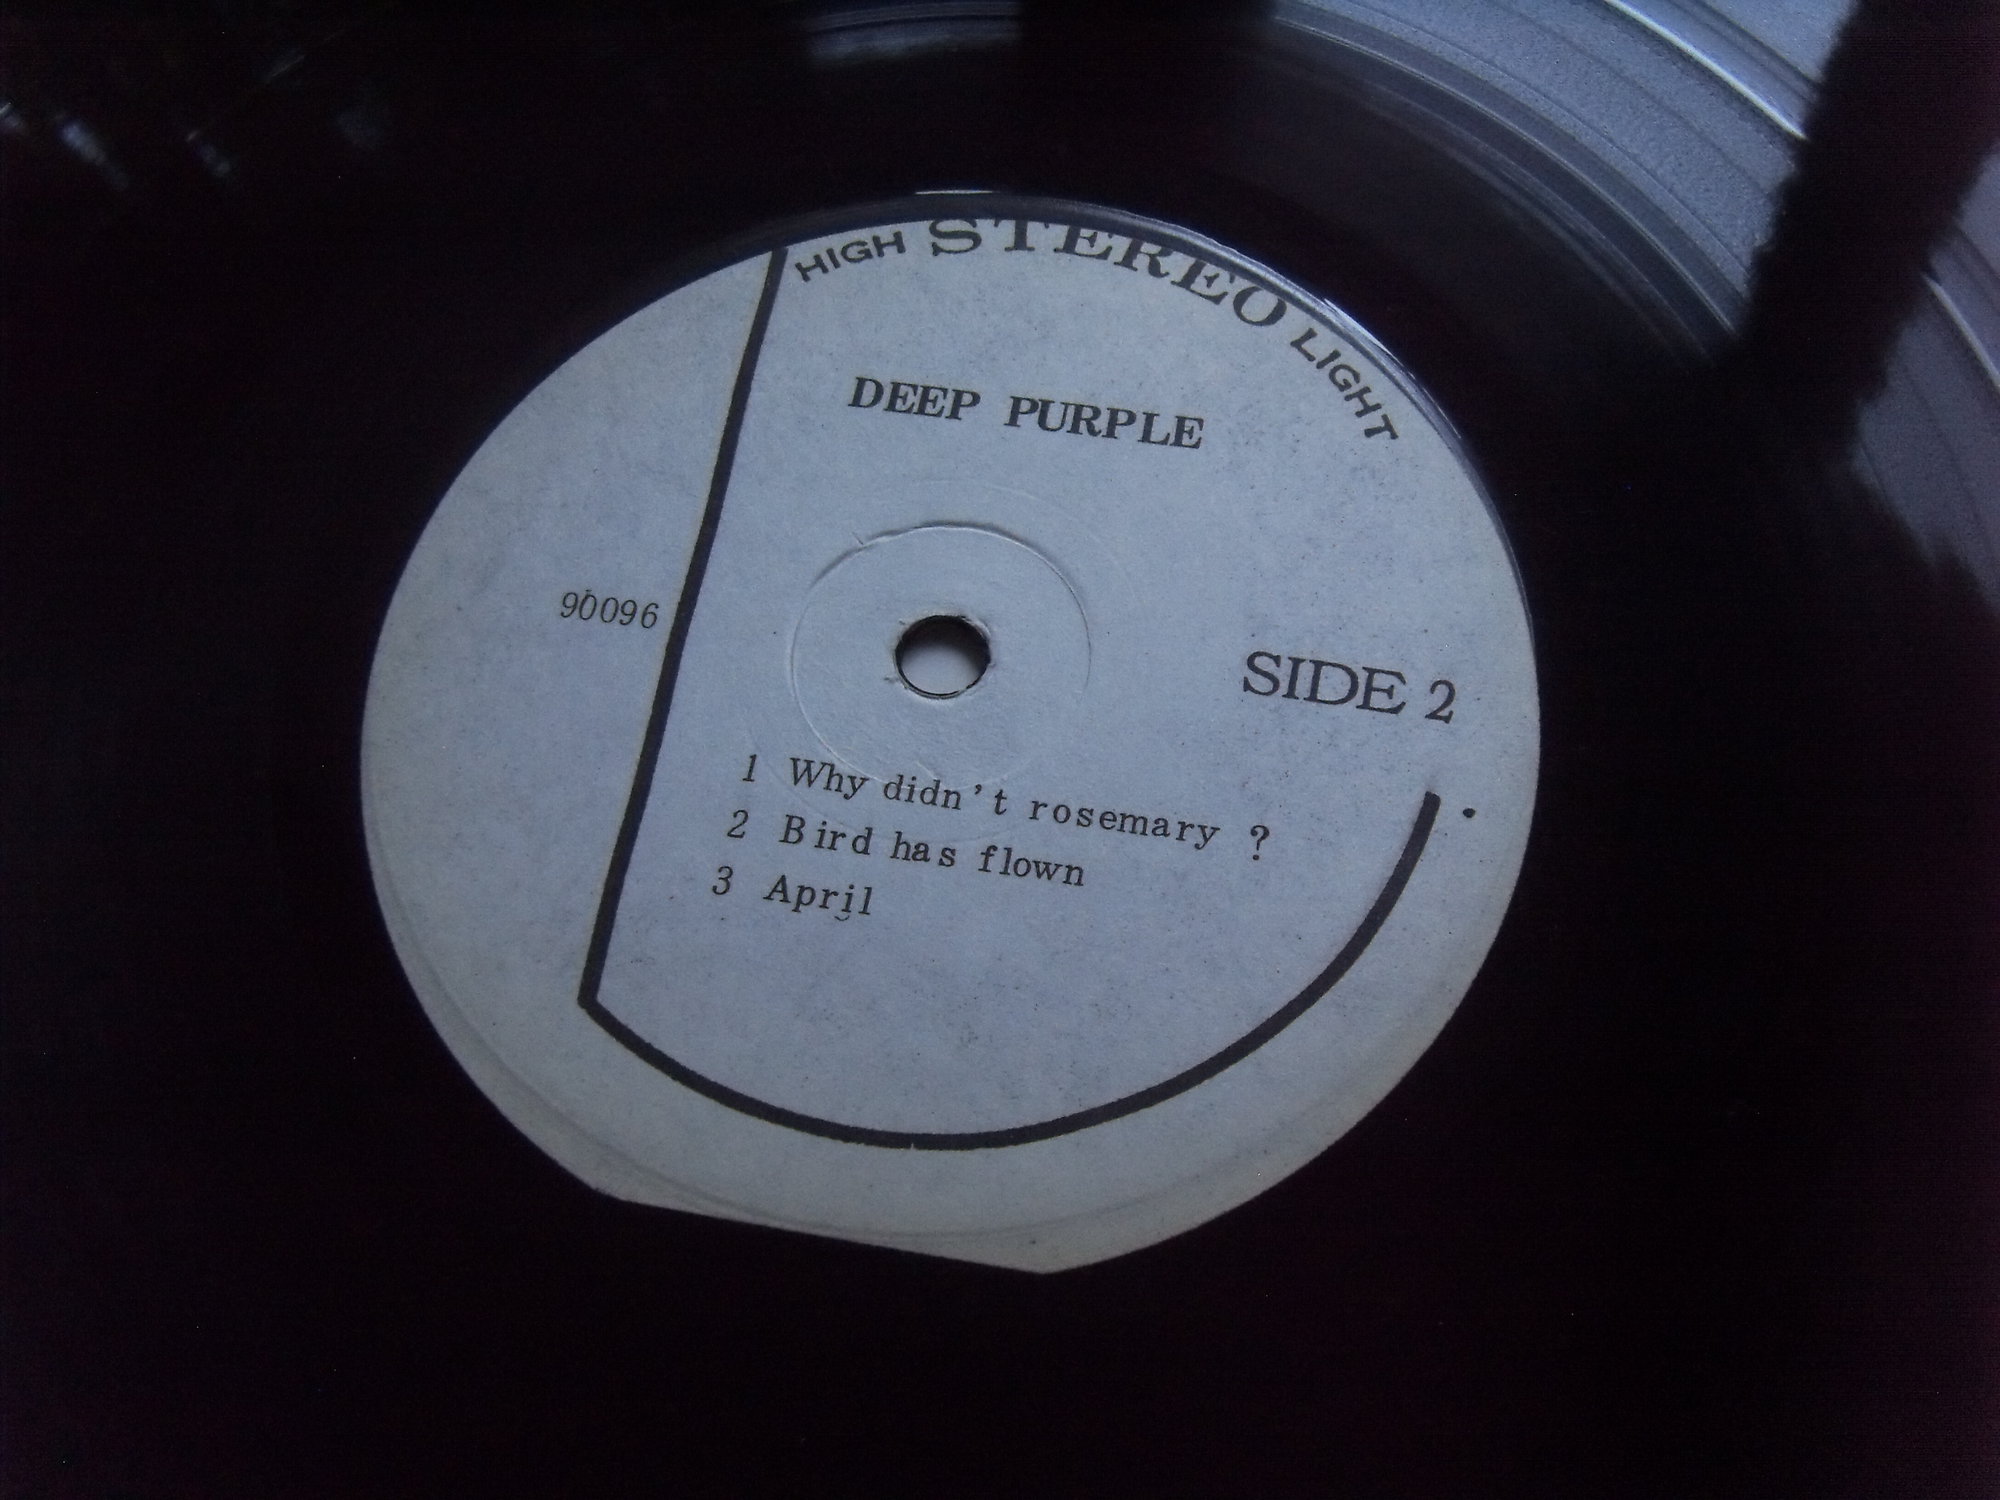 HIGH STEREO LIGHT
DEEP PURPLE
90096
SIDE 2
1 Why didn't rosemary ?
2 Bird has flown
3 April